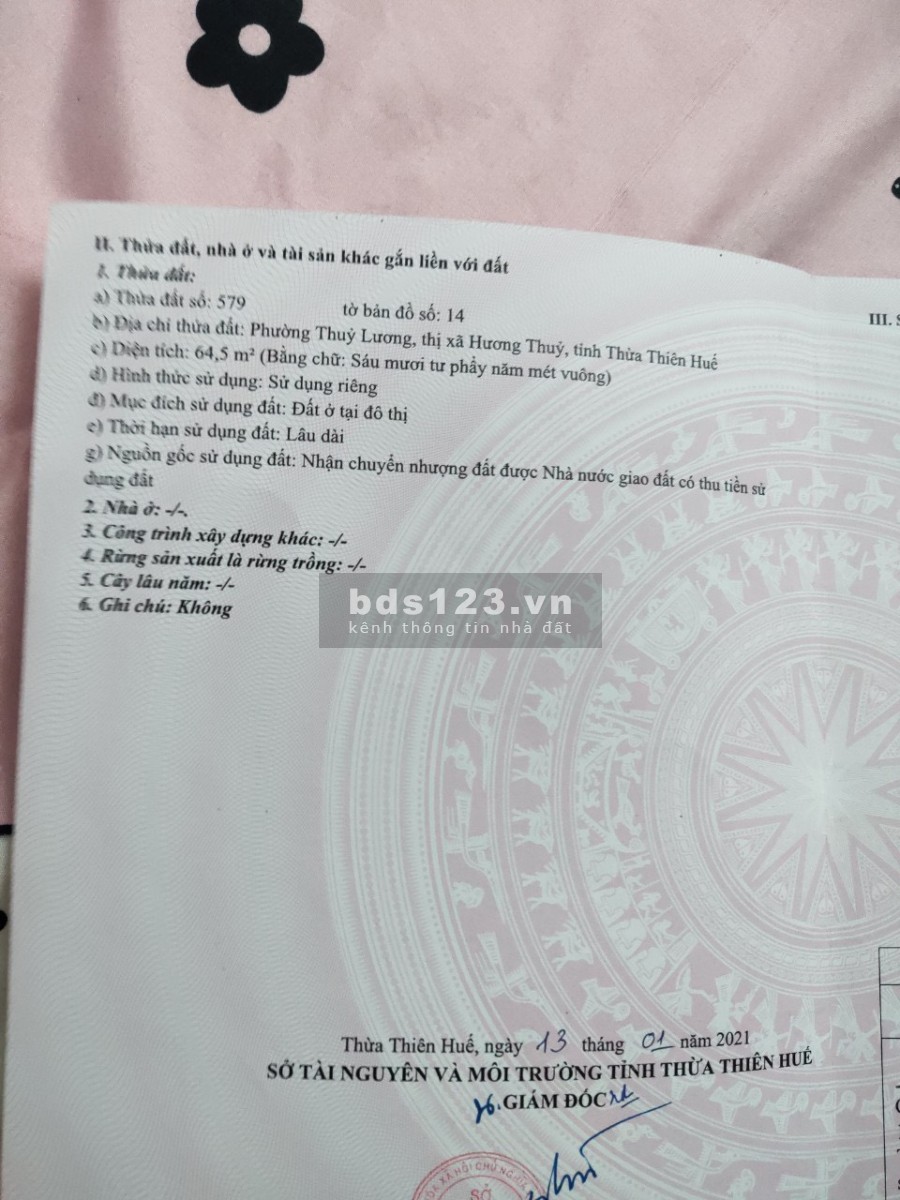 II. Thửa đất, nhà ở và tài sản khác gắn liền với đất
1. Thửa đất:
a) Thửa đất số: 579 tờ bản đồ số: 14
b) Địa chỉ thửa đất: Phường Thuỷ Lương, thị xã Hương Thuỷ, tỉnh Thừa Thiên Huế
c) Diện tích: 64,5 m² (Bằng chữ: Sáu mươi tư phẩy năm mét vuông)
d) Hình thức sử dụng: Sử dụng riêng
đ) Mục đích sử dụng đất: Đất ở tại đô thị
e) Thời hạn sử dụng đất: Lâu dài
g) Nguồn gốc sử dụng đất: Nhận chuyển nhượng đất được Nhà nước giao đất có thu tiền sử
dụng đất
2. Nhà ở: -/-.
3. Công trình xây dựng khác: -/-
4. Rừng sản xuất là rừng trồng: -/-
5. Cây lâu năm: -/-
6. Ghi chú: Không
III. S
bds123.vn
kênh thông tin nhà đất
Thừa Thiên Huế, ngày 13 tháng 01 năm 2021
SỞ TÀI NGUYÊN VÀ MÔI TRƯỜNG TỈNH THỪA THIÊN HUẾ
GIÁM ĐỐC
XÃ HỘI CHỦ NGHĨA
SỞ